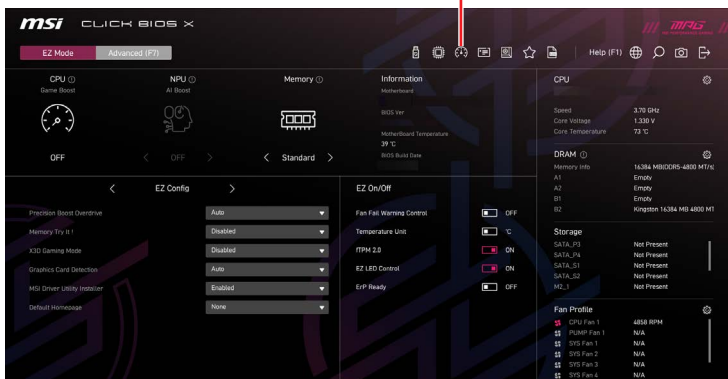 msi CLICK BIOS X
MRG
EZ Mode Advanced (F7) Help (F1)
CPU
Game Boost
OFF
NPU
AI Boost
OFF
Memory
Standard
Information
Motherboard
BIOS Ver
Motherboard Temperature
39 °C
BIOS Build Date
CPU
Speed 3.70 GHz
Core Voltage 1.330 V
Core Temperature 73 °C
DRAM
Memory Info 16384 MB(DDR5-4800 MT/s)
A1 Empty
A2 Empty
B1 Empty
B2 Kingston 16384 MB 4800 MT
EZ Config
Precision Boost Overdrive Auto
Memory Try It ! Disabled
X3D Gaming Mode Disabled
Graphics Card Detection Auto
MSI Driver Utility Installer Enabled
Default Homepage None
EZ On/Off
Fan Fail Warning Control OFF
Temperature Unit °C
fTPM 2.0 ON
EZ LED Control ON
ErP Ready OFF
Storage
SATA_P3 Not Present
SATA_P4 Not Present
SATA_S1 Not Present
SATA_S2 Not Present
M2_1 Not Present
Fan Profile
CPU Fan 1 4858 RPM
PUMP Fan 1 N/A
SYS Fan 1 N/A
SYS Fan 2 N/A
SYS Fan 3 N/A
SYS Fan 4 N/A